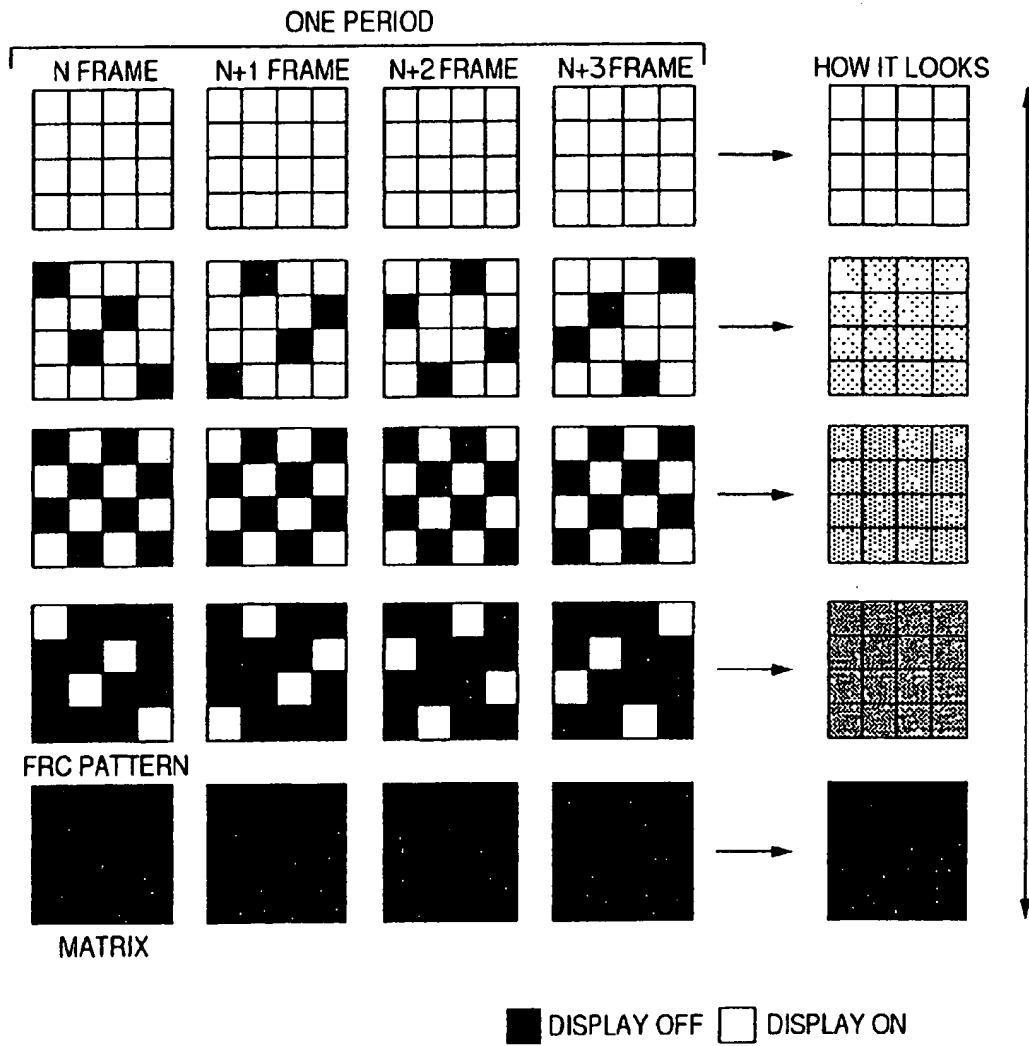 ONE PERIOD
N FRAME N+1 FRAME N+2 FRAME N+3 FRAME HOW IT LOOKS
FRC PATTERN
MATRIX
DISPLAY OFF DISPLAY ON